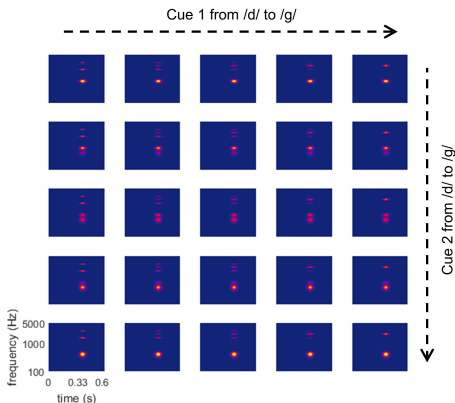 Cue 1 from /d/ to /g/
Cue 2 from /d/ to /g/
frequency (Hz)
5000
1000
100
0 0.33 0.6
time (s)